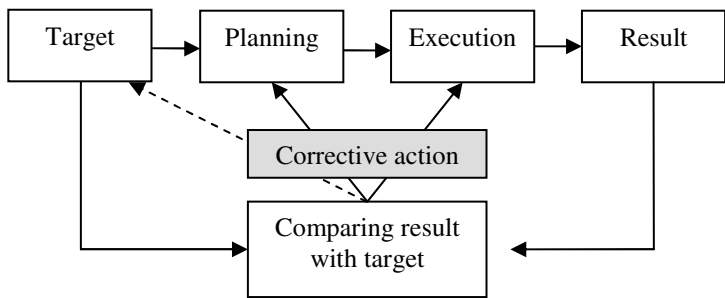 Target
Planning
Execution
Result
Corrective action
Comparing result
with target